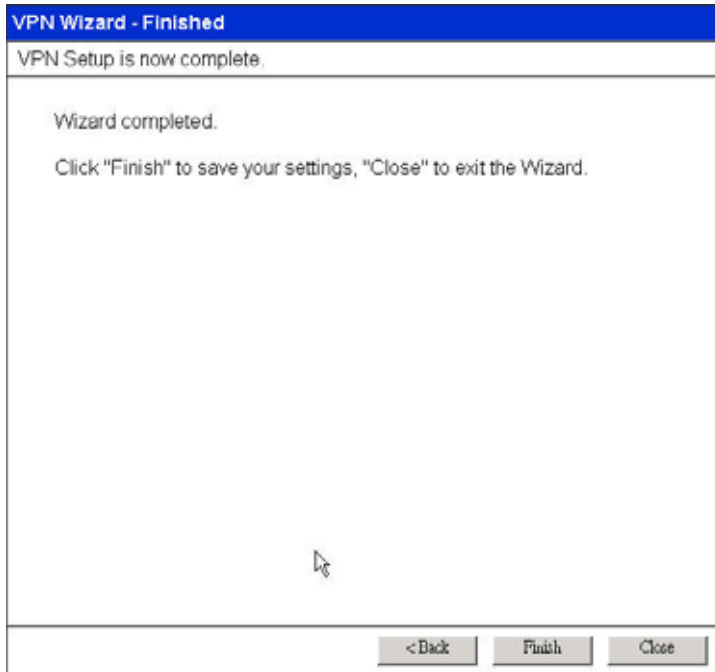 VPN Wizard - Finished
VPN Setup is now complete.
Wizard completed.
Click "Finish" to save your settings, "Close" to exit the Wizard.
< Back
Finish
Close